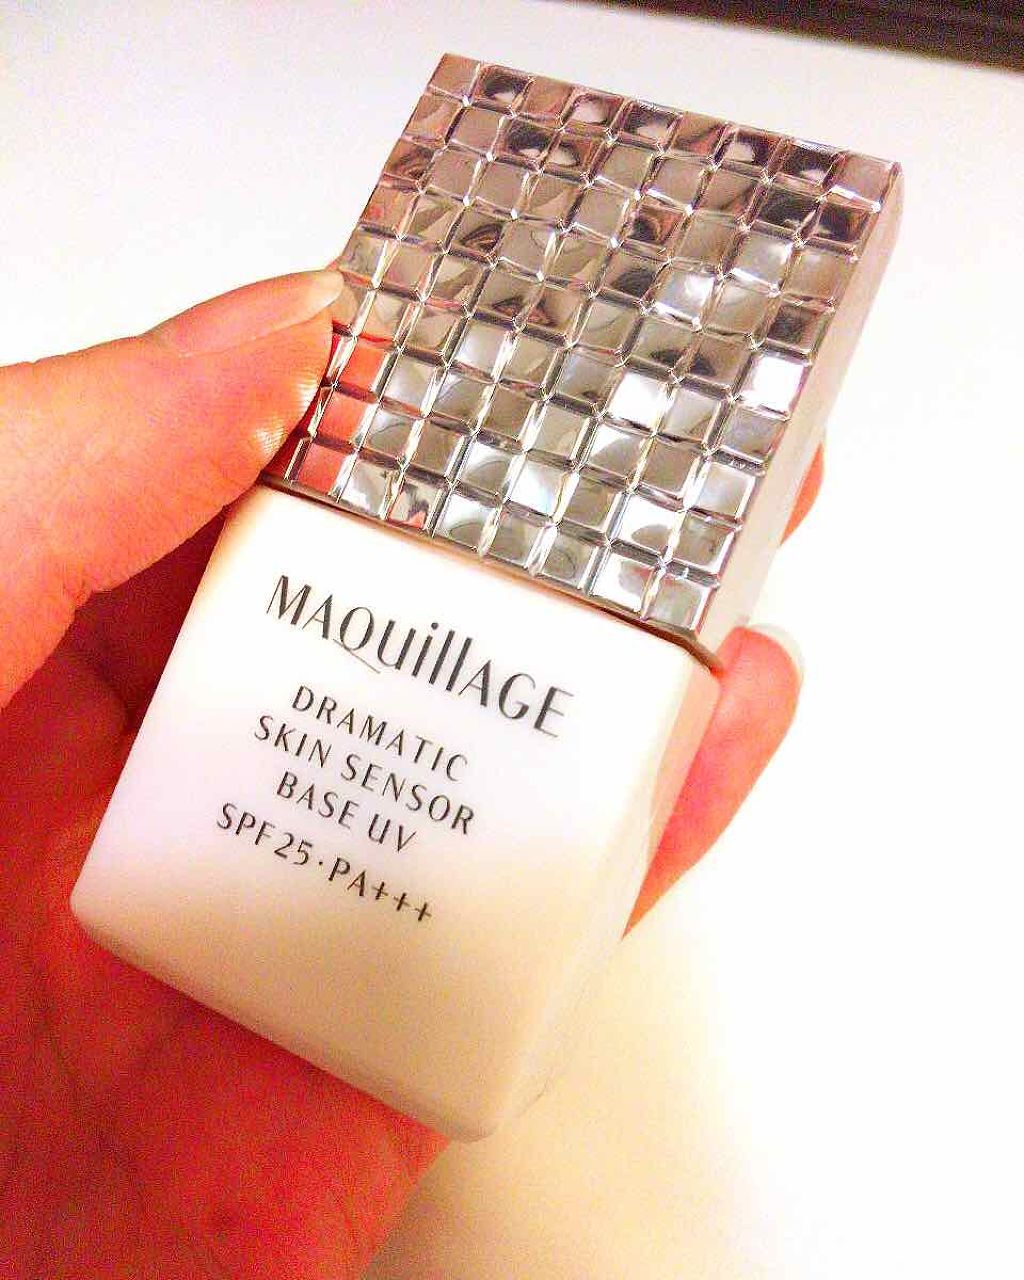 MAQuillAGE
DRAMATIC
SKIN SENSOR
BASE UV
SPF25·PA+++